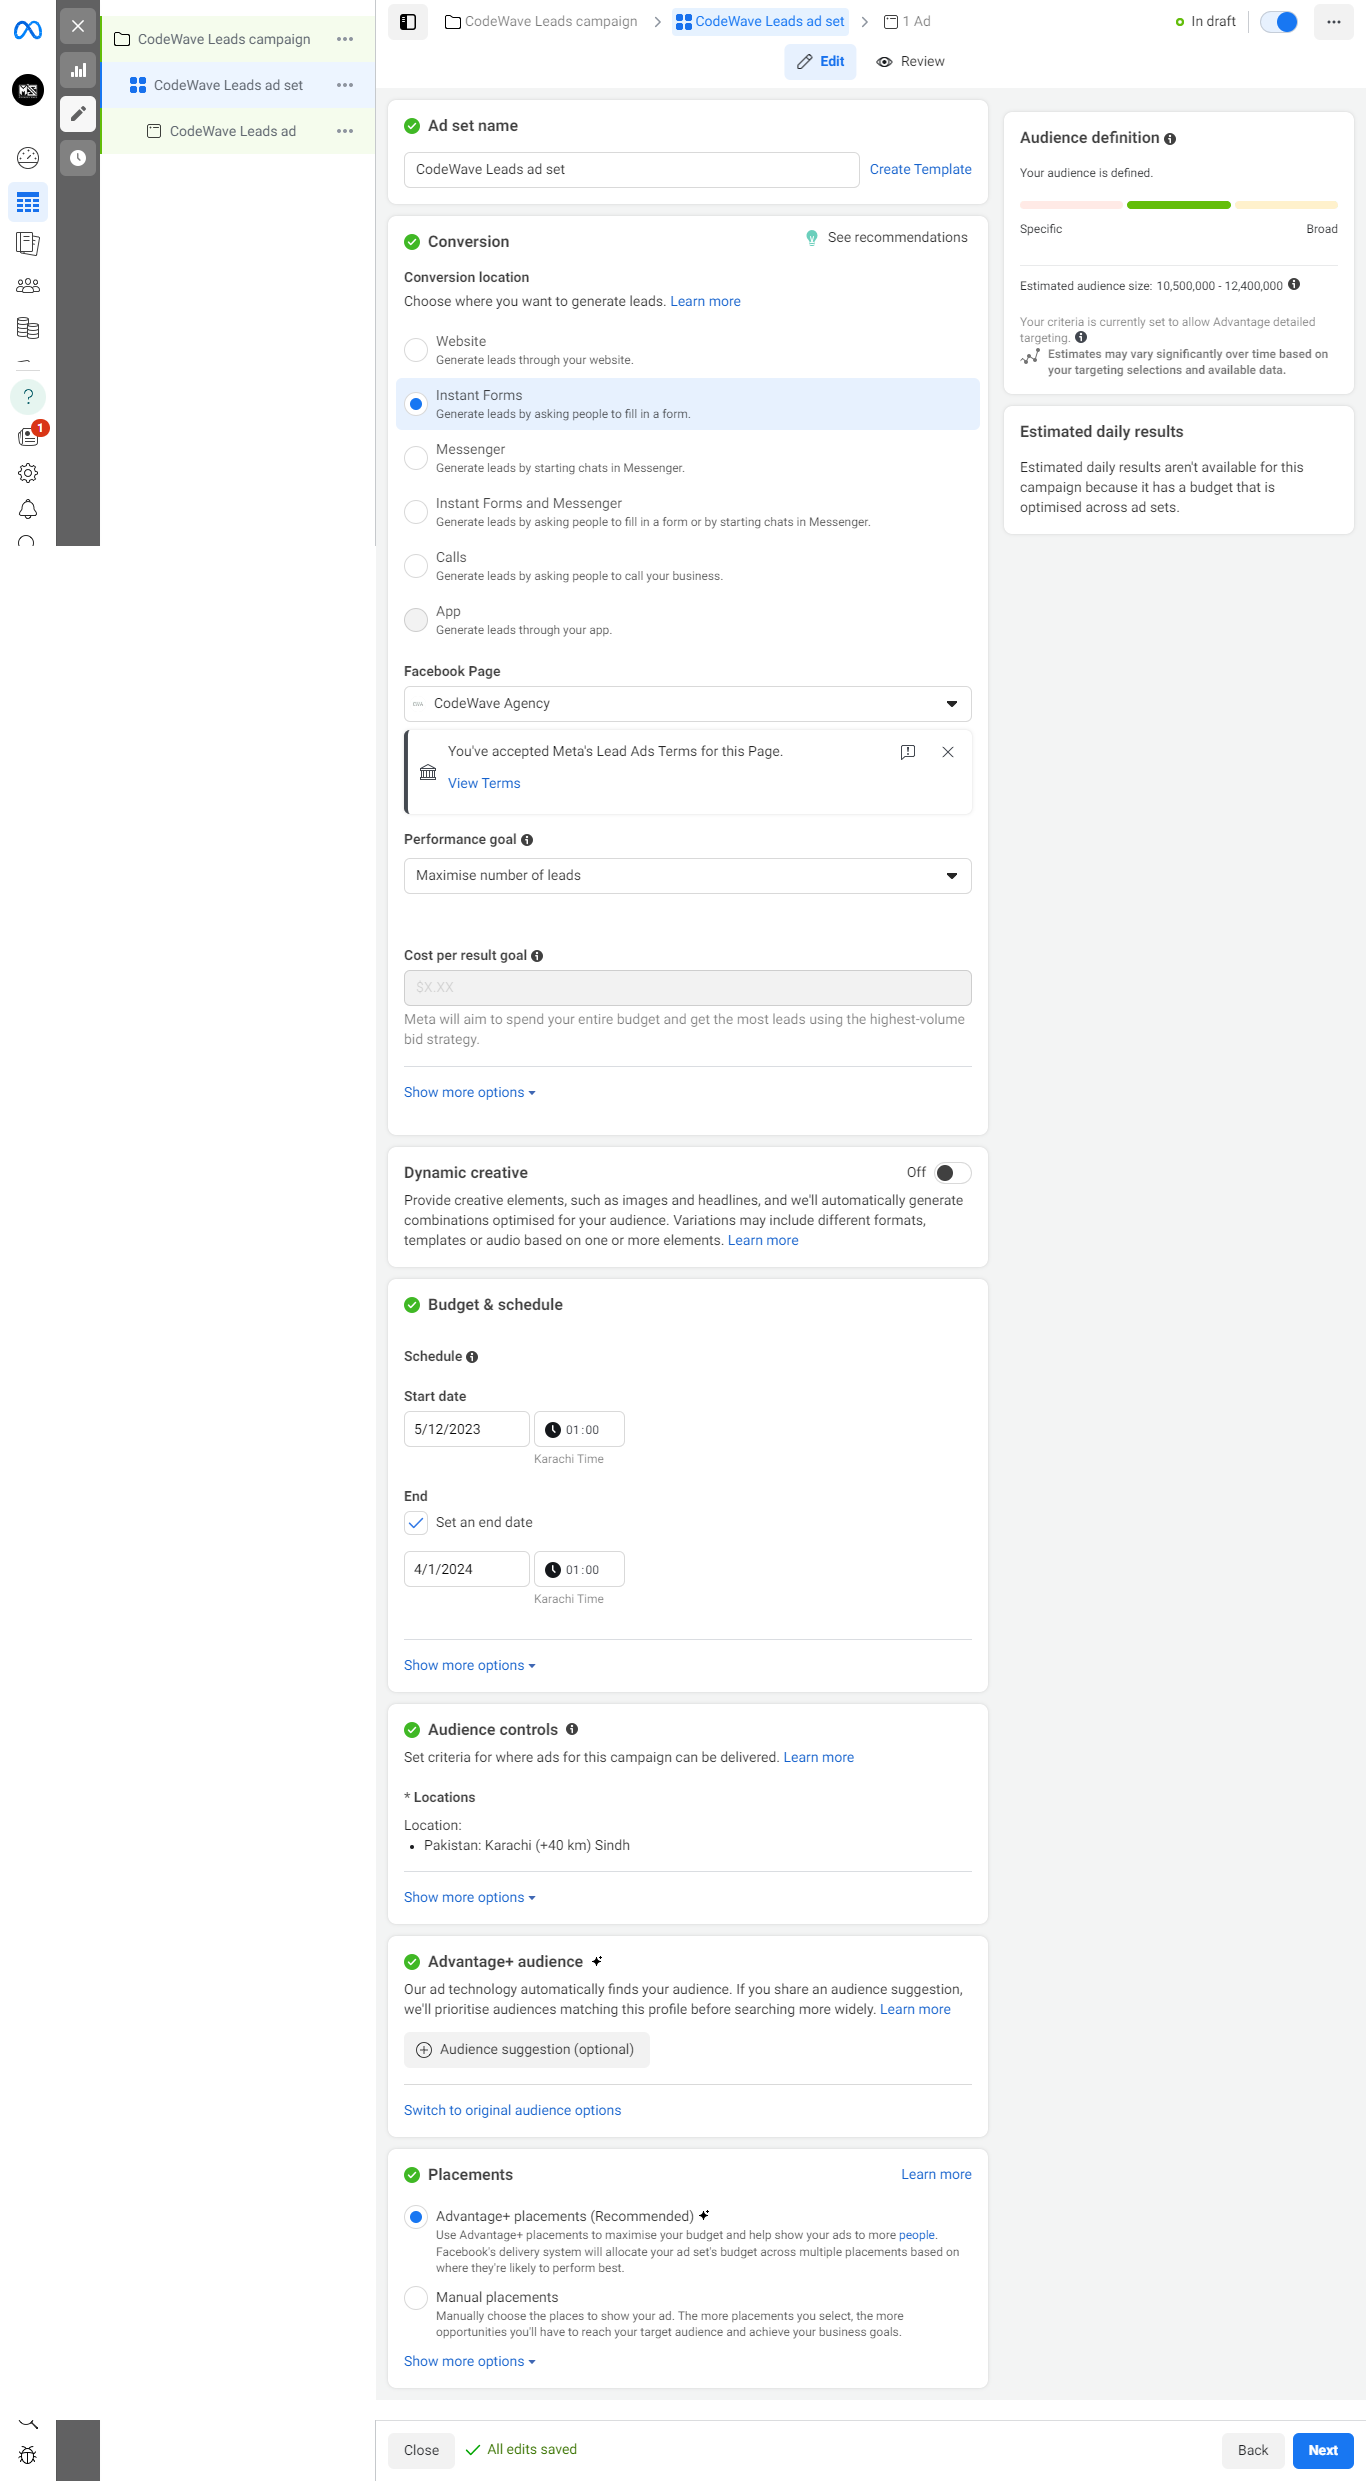 CodeWave Leads campaign
CodeWave Leads ad set
CodeWave Leads ad
CodeWave Leads campaign
CodeWave Leads ad set
1 Ad
In draft
Edit
Review
Ad set name
CodeWave Leads ad set
Create Template
Conversion
See recommendations
Conversion location
Choose where you want to generate leads. Learn more
Website
Generate leads through your website.
Instant Forms
Generate leads by asking people to fill in a form.
Messenger
Generate leads by starting chats in Messenger.
Instant Forms and Messenger
Generate leads by asking people to fill in a form or by starting chats in Messenger.
Calls
Generate leads by asking people to call your business.
App
Generate leads through your app.
Facebook Page
CodeWave Agency
You've accepted Meta's Lead Ads Terms for this Page.
View Terms
Performance goal
Maximise number of leads
Cost per result goal
$X.XX
Meta will aim to spend your entire budget and get the most leads using the highest-volume
bid strategy.
Show more options
Dynamic creative
Off
Provide creative elements, such as images and headlines, and we'll automatically generate
combinations optimised for your audience. Variations may include different formats,
templates or audio based on one or more elements. Learn more
Budget & schedule
Schedule
Start date
5/12/2023
01:00
Karachi Time
End
Set an end date
4/1/2024
01:00
Karachi Time
Show more options
Audience controls
Set criteria for where ads for this campaign can be delivered. Learn more
* Locations
Location:
• Pakistan: Karachi (+40 km) Sindh
Show more options
Advantage+ audience
Our ad technology automatically finds your audience. If you share an audience suggestion,
we'll prioritise audiences matching this profile before searching more widely. Learn more
Audience suggestion (optional)
Switch to original audience options
Placements
Learn more
Advantage+ placements (Recommended)
Use Advantage+ placements to maximise your budget and help show your ads to more people.
Facebook's delivery system will allocate your ad set's budget across multiple placements based on
where they're likely to perform best.
Manual placements
Manually choose the places to show your ad. The more placements you select, the more
opportunities you'll have to reach your target audience and achieve your business goals.
Show more options
Audience definition
Your audience is defined.
Specific
Broad
Estimated audience size: 10,500,000 - 12,400,000
Your criteria is currently set to allow Advantage detailed
targeting.
Estimates may vary significantly over time based on
your targeting selections and available data.
Estimated daily results
Estimated daily results aren't available for this
campaign because it has a budget that is
optimised across ad sets.
1
Close
All edits saved
Back
Next